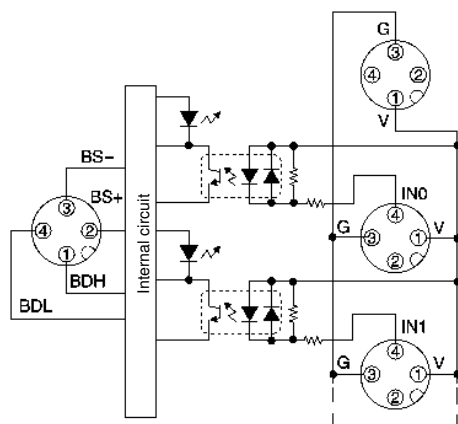 G
③
④ ②
①
V
BS−
BS+
③
④ ②
①
BDH
BDL
Internal circuit
IN0
④
G ③ ① V
②
IN1
④
G ③ ① V
②